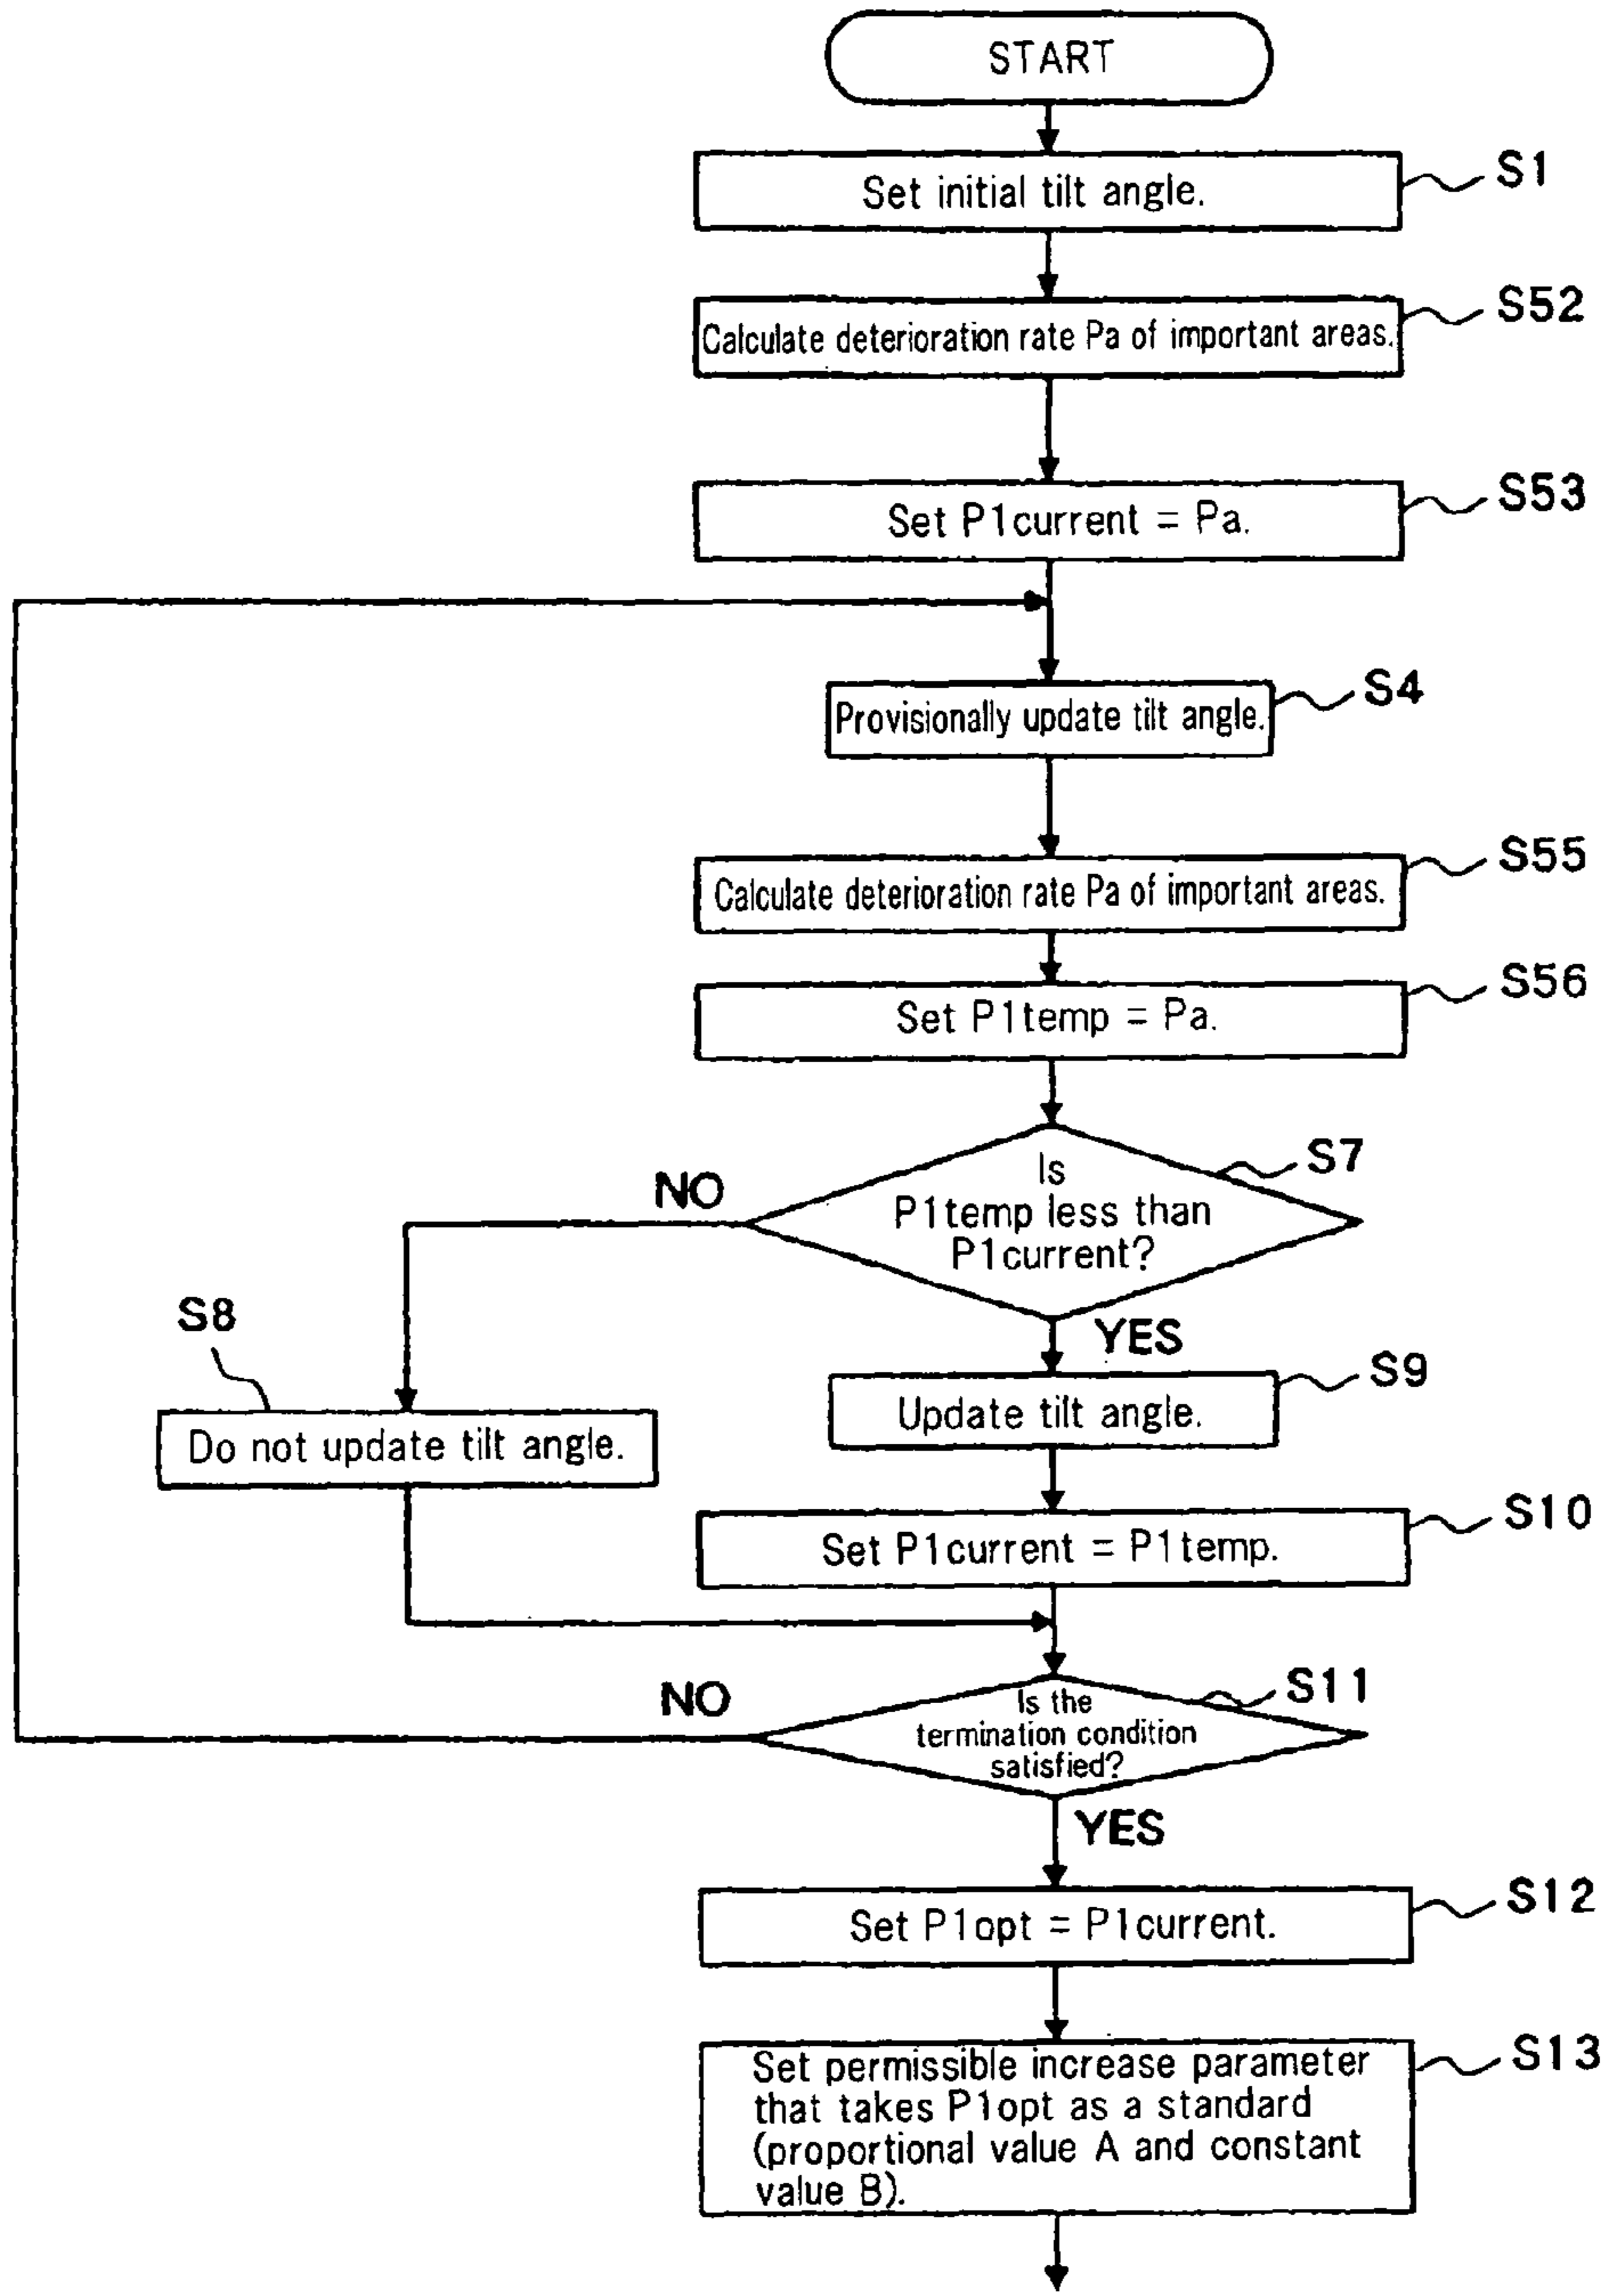 START
Set initial tilt angle.
S1
Calculate deterioration rate Pa of important areas.
S52
Set P1current = Pa.
S53
Provisionally update tilt angle.
S4
Calculate deterioration rate Pa of important areas.
S55
Set P1temp = Pa.
S56
Is
P1temp less than
P1current?
S7
NO
YES
S8
Do not update tilt angle.
Update tilt angle.
S9
Set P1current = P1temp.
S10
Is the
termination condition
satisfied?
S11
NO
YES
Set P1opt = P1current.
S12
Set permissible increase parameter
that takes P1opt as a standard
(proportional value A and constant
value B).
S13